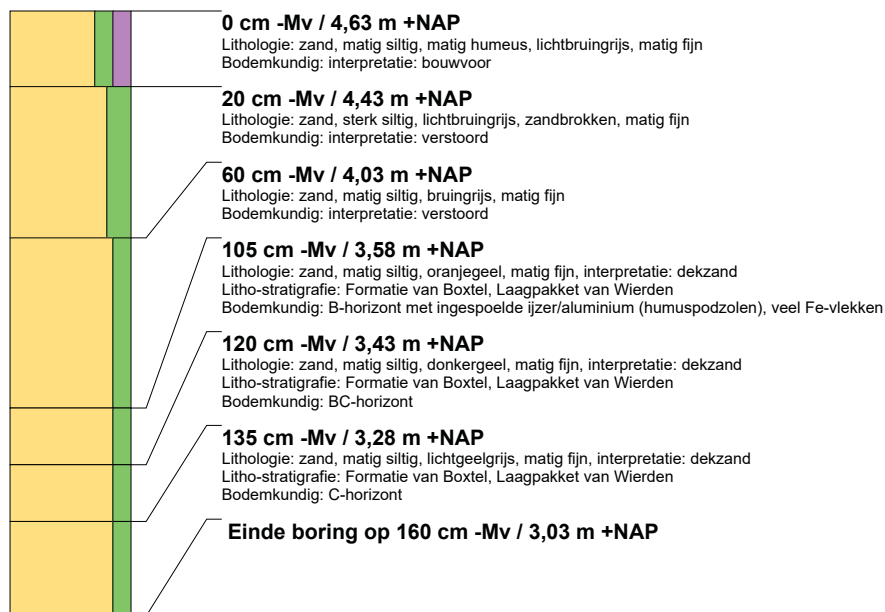 0 cm -Mv / 4,63 m +NAP
Lithologie: zand, matig siltig, matig humeus, lichtbruingrijs, matig fijn
Bodemkundig: interpretatie: bouwvoor
20 cm -Mv / 4,43 m +NAP
Lithologie: zand, sterk siltig, lichtbruingrijs, zandbrokken, matig fijn
Bodemkundig: interpretatie: verstoord
60 cm -Mv / 4,03 m +NAP
Lithologie: zand, matig siltig, bruingrijs, matig fijn
Bodemkundig: interpretatie: verstoord
105 cm -Mv / 3,58 m +NAP
Lithologie: zand, matig siltig, oranjegeel, matig fijn, interpretatie: dekzand
Litho-stratigrafie: Formatie van Boxtel, Laagpakket van Wierden
Bodemkundig: B-horizont met ingespoelde ijzer/aluminium (humuspodzolen), veel Fe-vlekken
120 cm -Mv / 3,43 m +NAP
Lithologie: zand, matig siltig, donkergeel, matig fijn, interpretatie: dekzand
Litho-stratigrafie: Formatie van Boxtel, Laagpakket van Wierden
Bodemkundig: BC-horizont
135 cm -Mv / 3,28 m +NAP
Lithologie: zand, matig siltig, lichtgeelgrijs, matig fijn, interpretatie: dekzand
Litho-stratigrafie: Formatie van Boxtel, Laagpakket van Wierden
Bodemkundig: C-horizont
Einde boring op 160 cm -Mv / 3,03 m +NAP